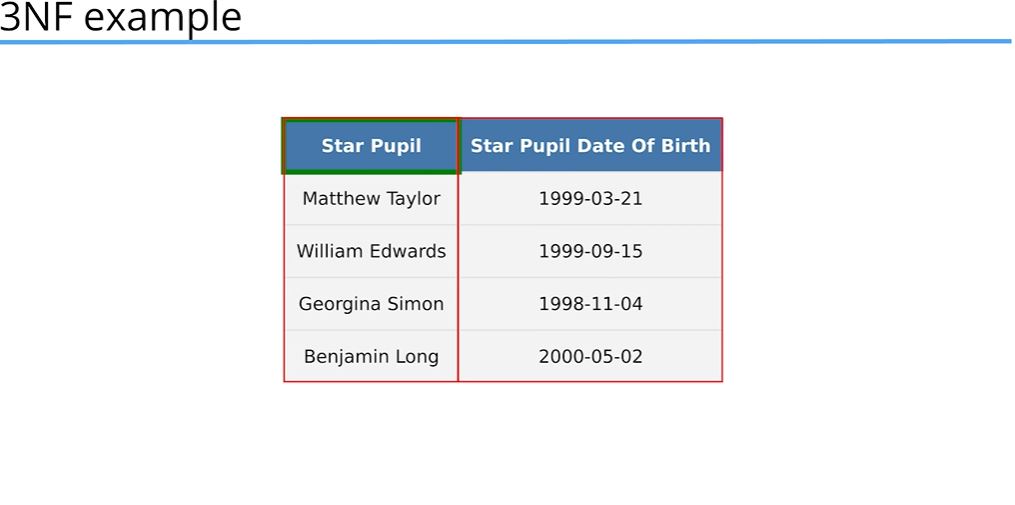 3NF example
Star Pupil Star Pupil Date Of Birth
Matthew Taylor 1999-03-21
William Edwards 1999-09-15
Georgina Simon 1998-11-04
Benjamin Long 2000-05-02